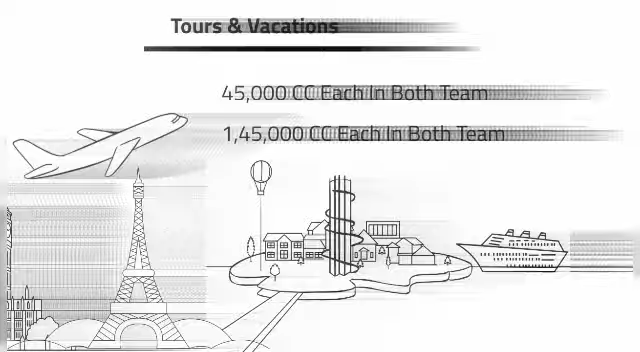 Tours & Vacations
45,000 CC Each In Both Team
1,45,000 CC Each In Both Team